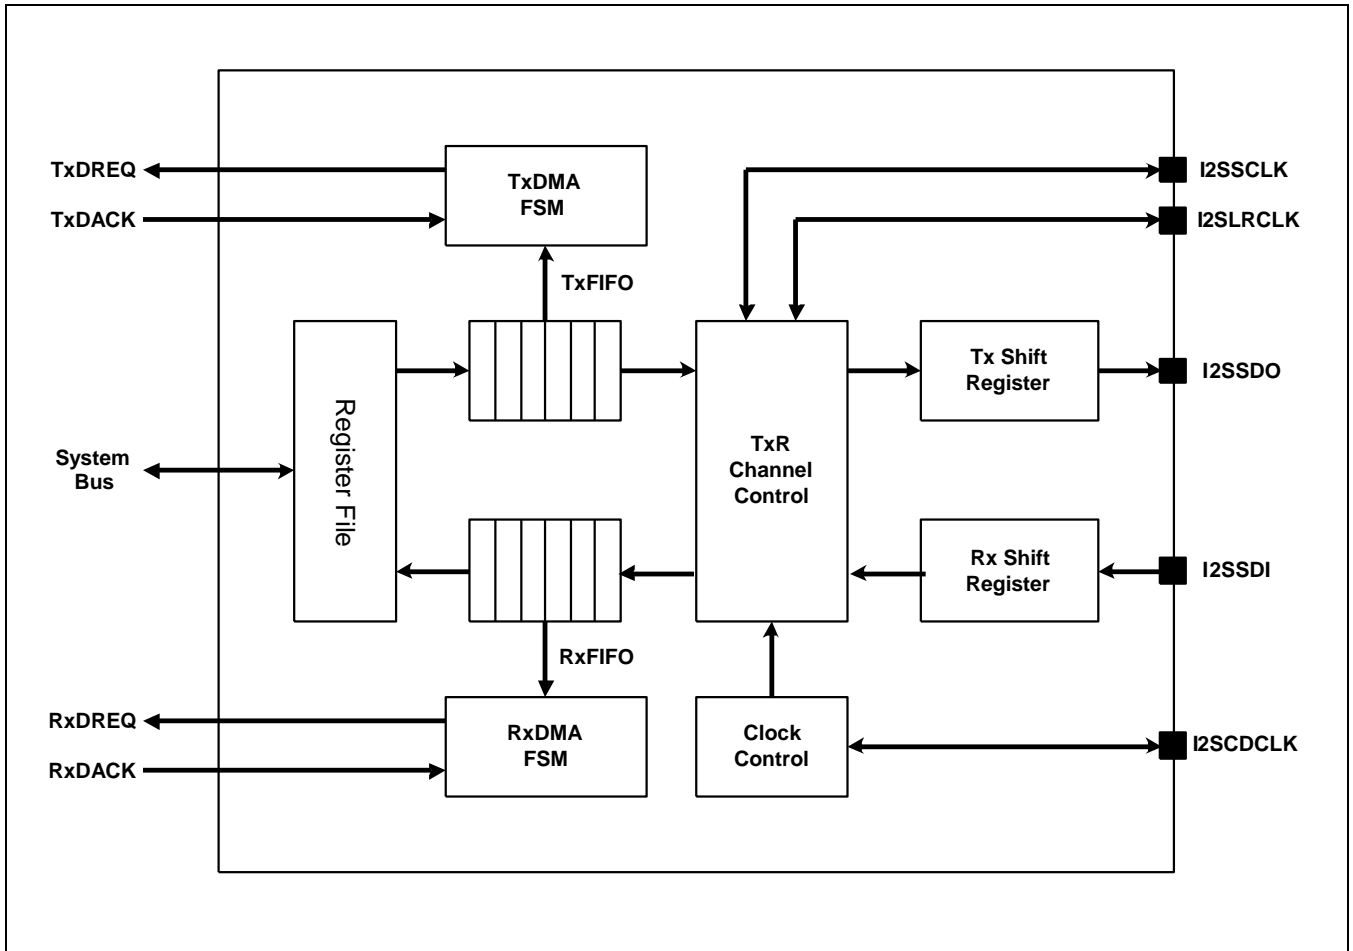 TxDREQ
TxDACK
TxDMA
FSM
TxFIFO
I2SSCLK
I2SLRCLK
System
Bus
Register File
TxR
Channel
Control
Tx Shift
Register
I2SSDO
Rx Shift
Register
I2SSDI
RxFIFO
RxDREQ
RxDACK
RxDMA
FSM
Clock
Control
I2SCDCLK